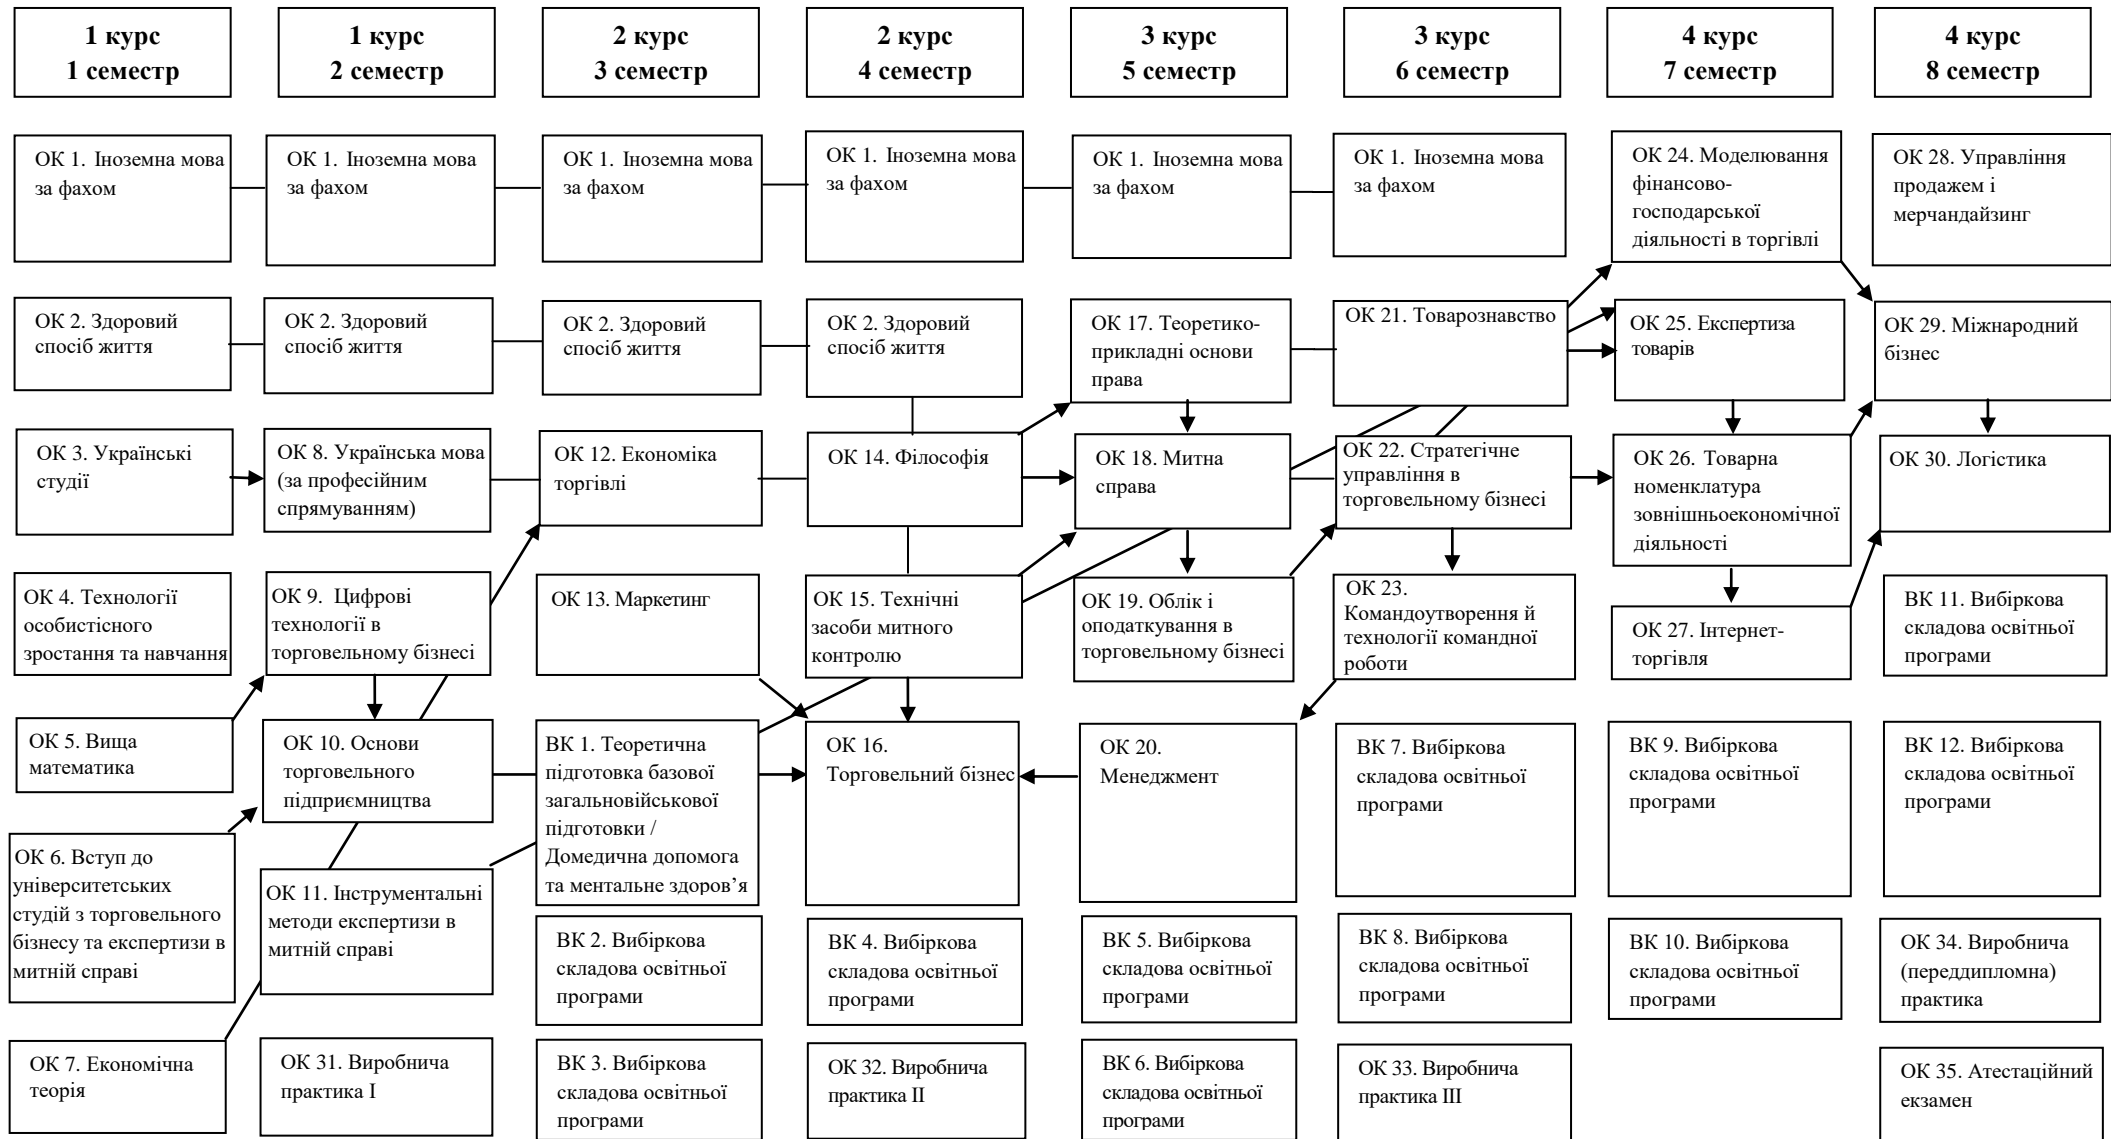 1 курс
1 семестр
1 курс
2 семестр
2 курс
3 семестр
2 курс
4 семестр
3 курс
5 семестр
3 курс
6 семестр
4 курс
7 семестр
4 курс
8 семестр
ОК 1. Іноземна мова
за фахом
ОК 1. Іноземна мова
за фахом
ОК 1. Іноземна мова
за фахом
ОК 1. Іноземна мова
за фахом
ОК 1. Іноземна мова
за фахом
ОК 1. Іноземна мова
за фахом
ОК 24. Моделювання
фінансово-
господарської
діяльності в торгівлі
ОК 28. Управління
продажем і
мерчандайзинг
ОК 2. Здоровий
спосіб життя
ОК 2. Здоровий
спосіб життя
ОК 2. Здоровий
спосіб життя
ОК 2. Здоровий
спосіб життя
ОК 17. Теоретико-
прикладні основи
права
ОК 21. Товарознавство
ОК 25. Експертиза
товарів
ОК 29. Міжнародний
бізнес
ОК 3. Українські
студії
ОК 8. Українська мова
(за професійним
спрямуванням)
ОК 12. Економіка
торгівлі
ОК 14. Філософія
ОК 18. Митна
справа
ОК 22. Стратегічне
управління в
торговельному бізнесі
ОК 26. Товарна
номенклатура
зовнішньоекономічної
діяльності
ОК 30. Логістика
ОК 4. Технології
особистісного
зростання та навчання
ОК 9. Цифрові
технології в
торговельному бізнесі
ОК 13. Маркетинг
ОК 15. Технічні
засоби митного
контролю
ОК 19. Облік і
оподаткування в
торговельному бізнесі
ОК 23.
Командоутворення й
технології командної
роботи
ОК 27. Інтернет-
торгівля
ВК 11. Вибіркова
складова освітньої
програми
ОК 5. Вища
математика
ОК 10. Основи
торговельного
підприємництва
ВК 1. Теоретична
підготовка базової
загальновійськової
підготовки /
Домедична допомога
та ментальне здоров’я
ОК 16.
Торговельний бізнес
ОК 20.
Менеджмент
ВК 7. Вибіркова
складова освітньої
програми
ВК 9. Вибіркова
складова освітньої
програми
ВК 12. Вибіркова
складова освітньої
програми
ОК 6. Вступ до
університетських
студій з торговельного
бізнесу та експертизи в
митній справі
ОК 11. Інструментальні
методи експертизи в
митній справі
ВК 2. Вибіркова
складова освітньої
програми
ВК 4. Вибіркова
складова освітньої
програми
ВК 5. Вибіркова
складова освітньої
програми
ВК 8. Вибіркова
складова освітньої
програми
ВК 10. Вибіркова
складова освітньої
програми
ОК 34. Виробнича
(переддипломна)
практика
ОК 7. Економічна
теорія
ОК 31. Виробнича
практика І
ВК 3. Вибіркова
складова освітньої
програми
ОК 32. Виробнича
практика ІІ
ВК 6. Вибіркова
складова освітньої
програми
ОК 33. Виробнича
практика ІІІ
ОК 35. Атестаційний
екзамен